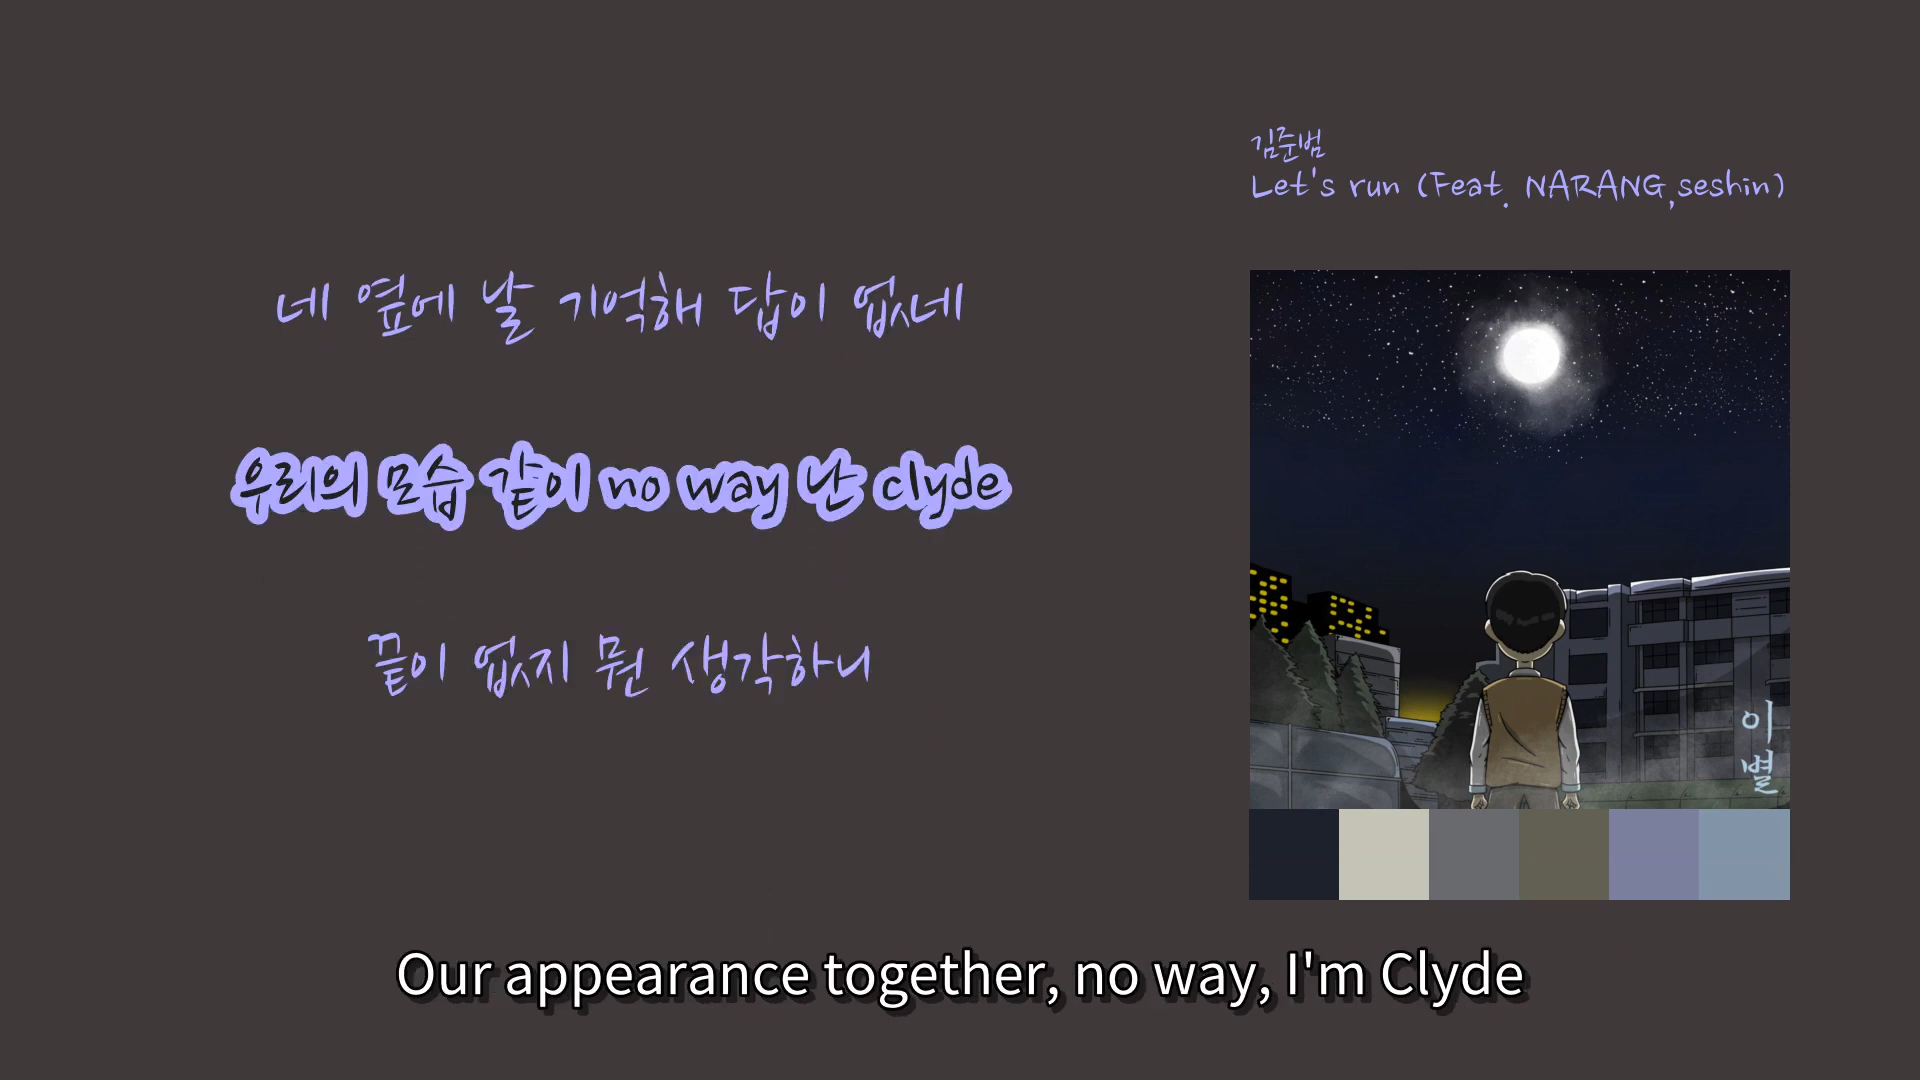 김준범
Let's run (Feat. NARANG,seshin)
네 옆에 날 기억해 답이 없네
우리의 모습 같이 no way 난 clyde
끝이 없지 뭔 생각하니
이별
Our appearance together, no way, I'm Clyde